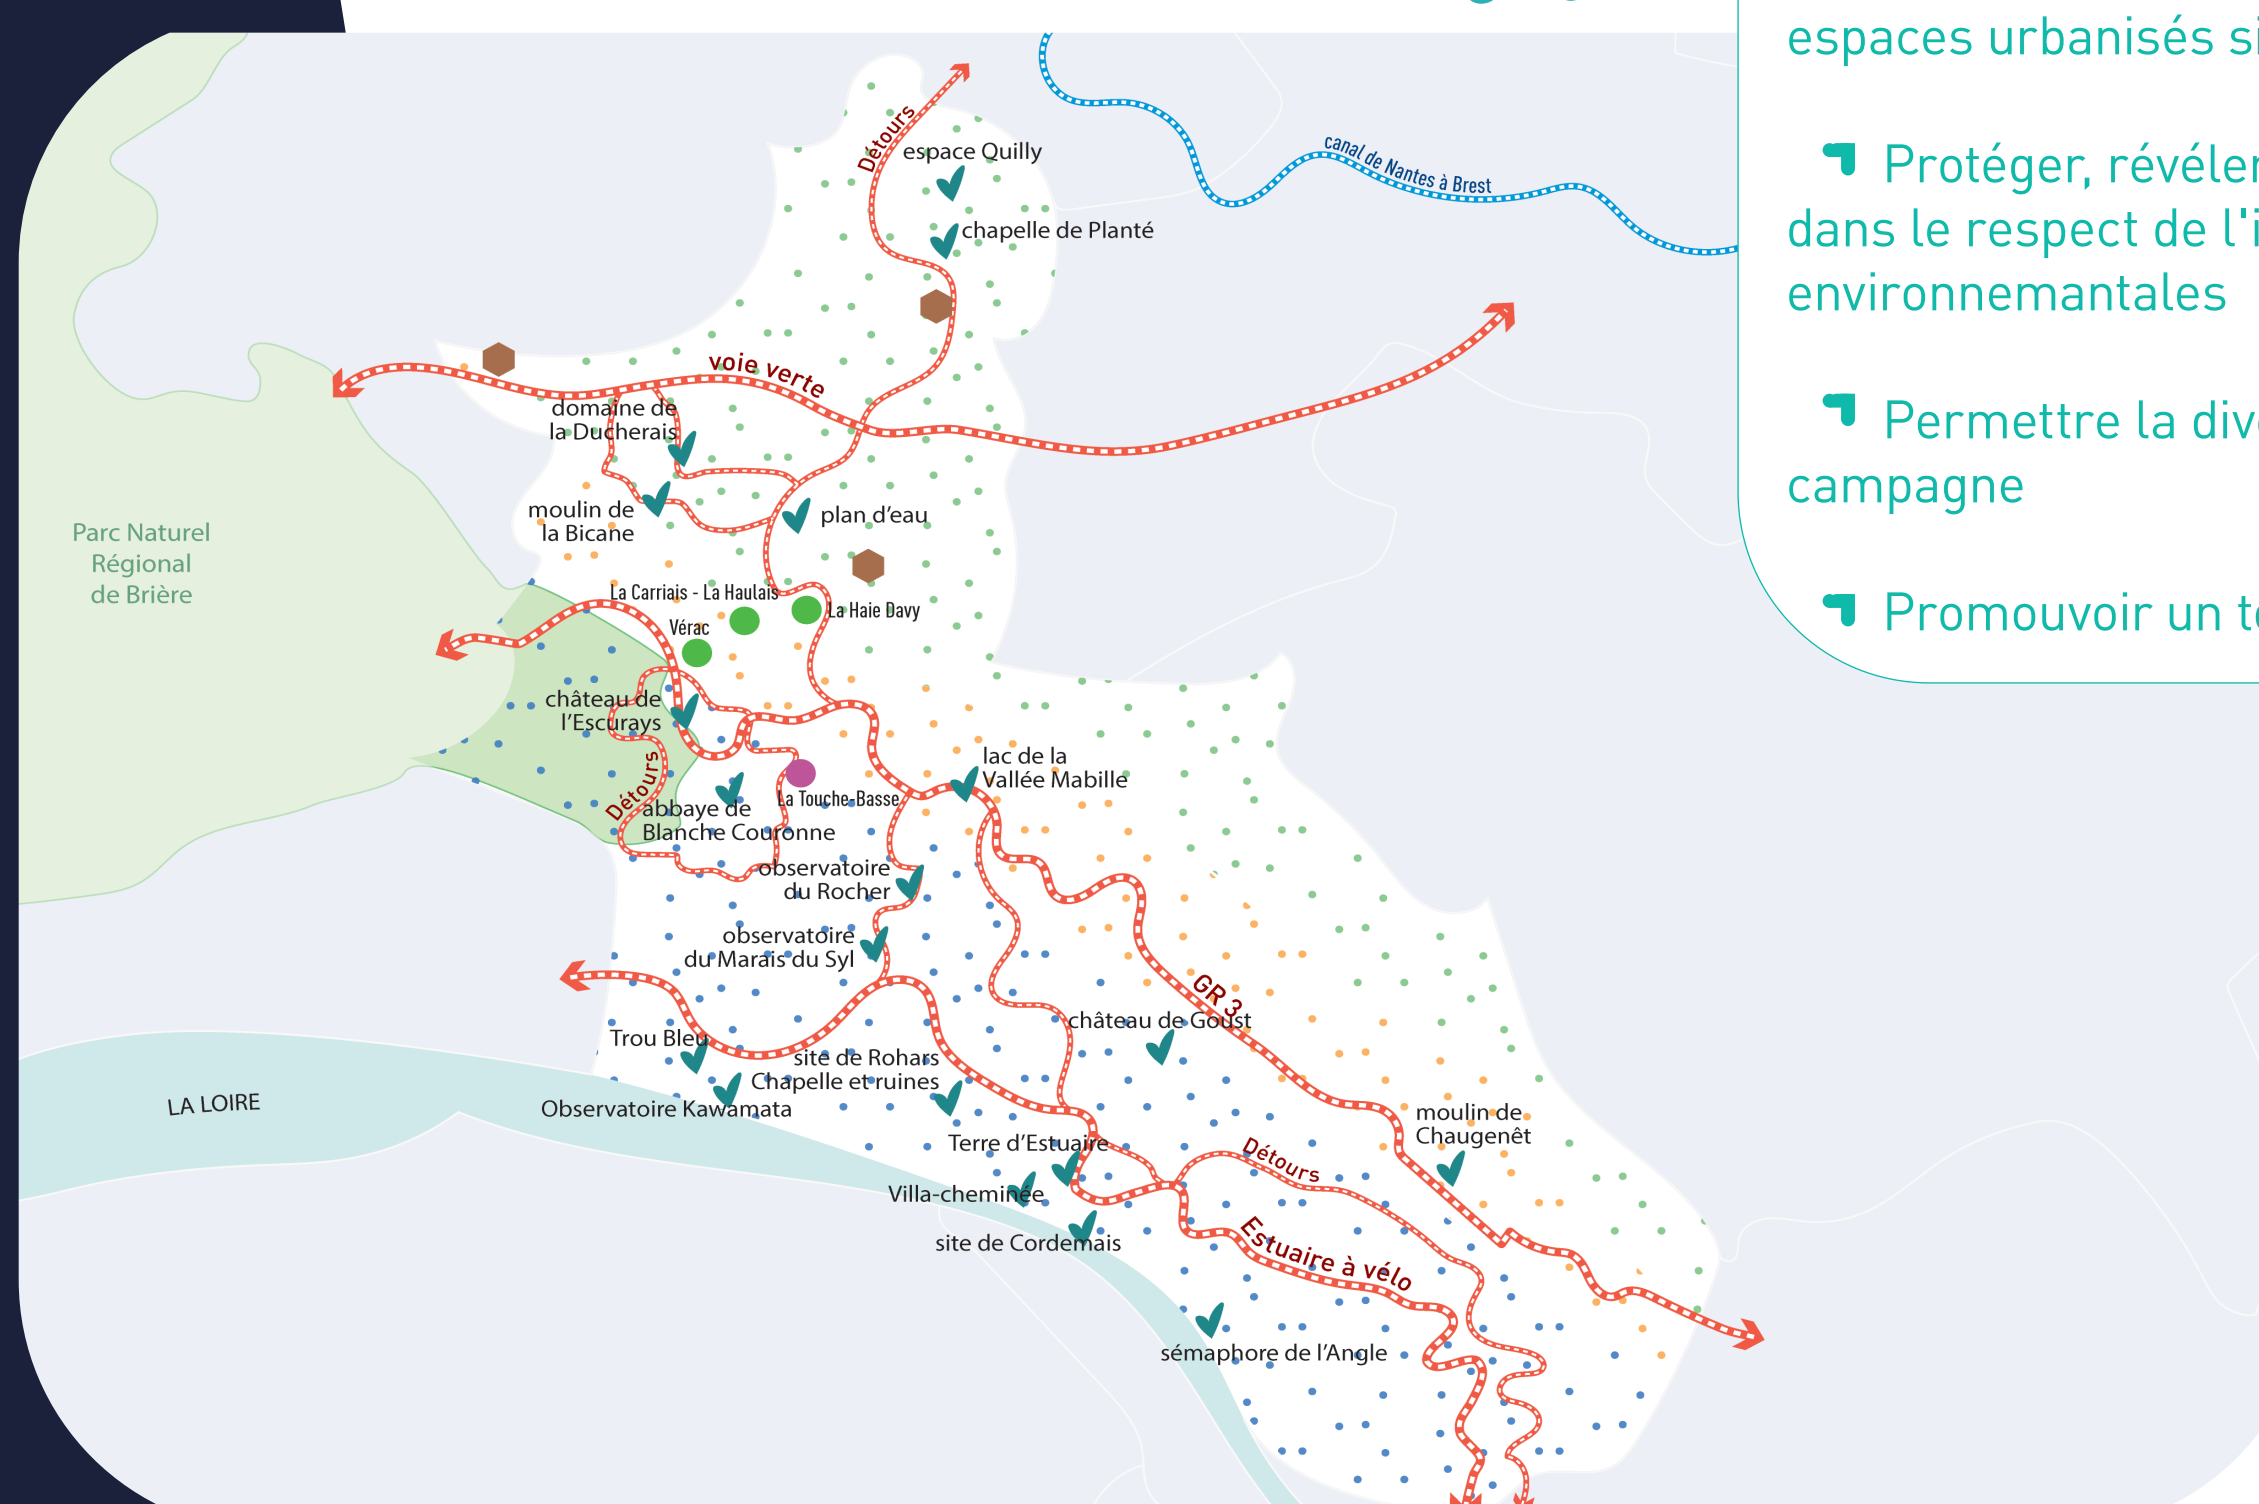 espaces urbanisés si
Protéger, révéler
dans le respect de l'i
environnemantales
Permettre la dive
campagne
Promouvoir un te
canal de Nantes à Brest
Détours
espace Quilly
chapelle de Planté
voie verte
domaine de
la Ducherais
moulin de
la Bicane
plan d'eau
Parc Naturel
Régional
de Brière
La Carriais - La Haulais
La Haie Davy
Vérac
château de
l'Escurays
Détours
lac de la
Vallée Mabille
La Touche-Basse
abbaye de
Blanche Couronne
observatoire
du Rocher
observatoire
du Marais du Syl
GR 3
château de Goust
Trou Bleu
site de Rohars
Chapelle et ruines
Observatoire Kawamata
LA LOIRE
moulin de
Chaugenêt
Terre d'Estuaire
Détours
Villa-cheminée
site de Cordemais
Estuaire à vélo
sémaphore de l'Angle